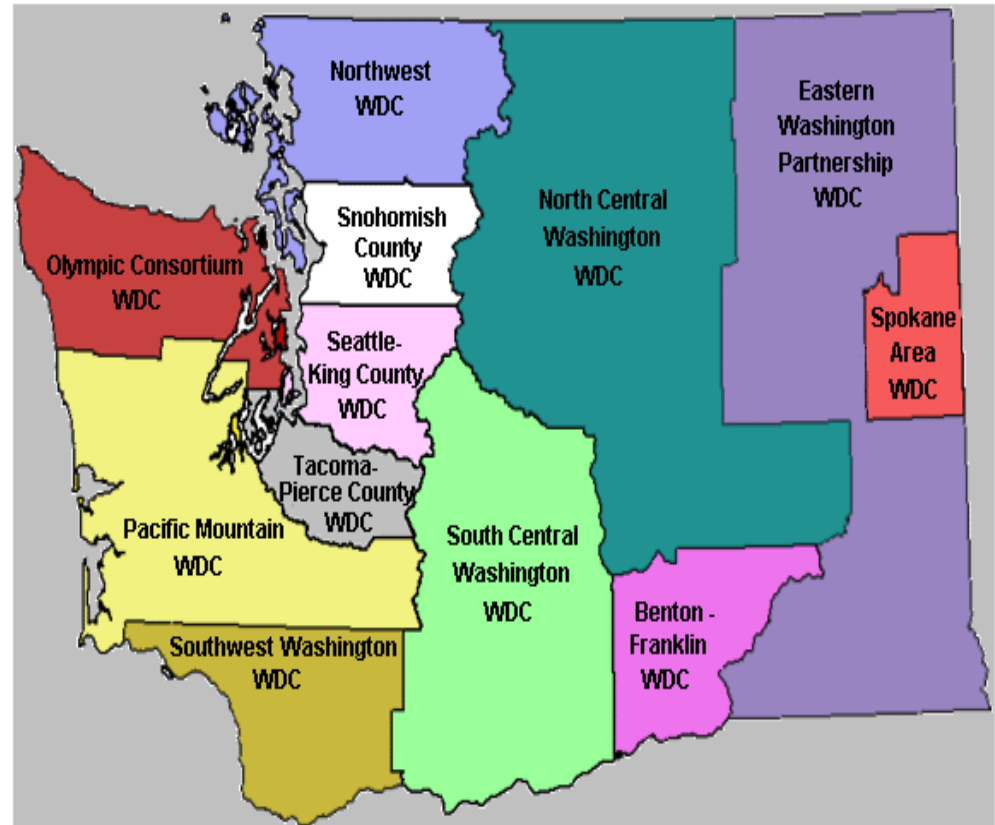 Northwest
WDC
Eastern
Washington
Partnership
WDC
North Central
Washington
WDC
Snohomish
County
WDC
Olympic Consortium
WDC
Spokane
Area
WDC
Seattle-
King County
WDC
Tacoma-
Pierce County
WDC
Pacific Mountain
WDC
South Central
Washington
WDC
Benton -
Franklin
WDC
Southwest Washington
WDC